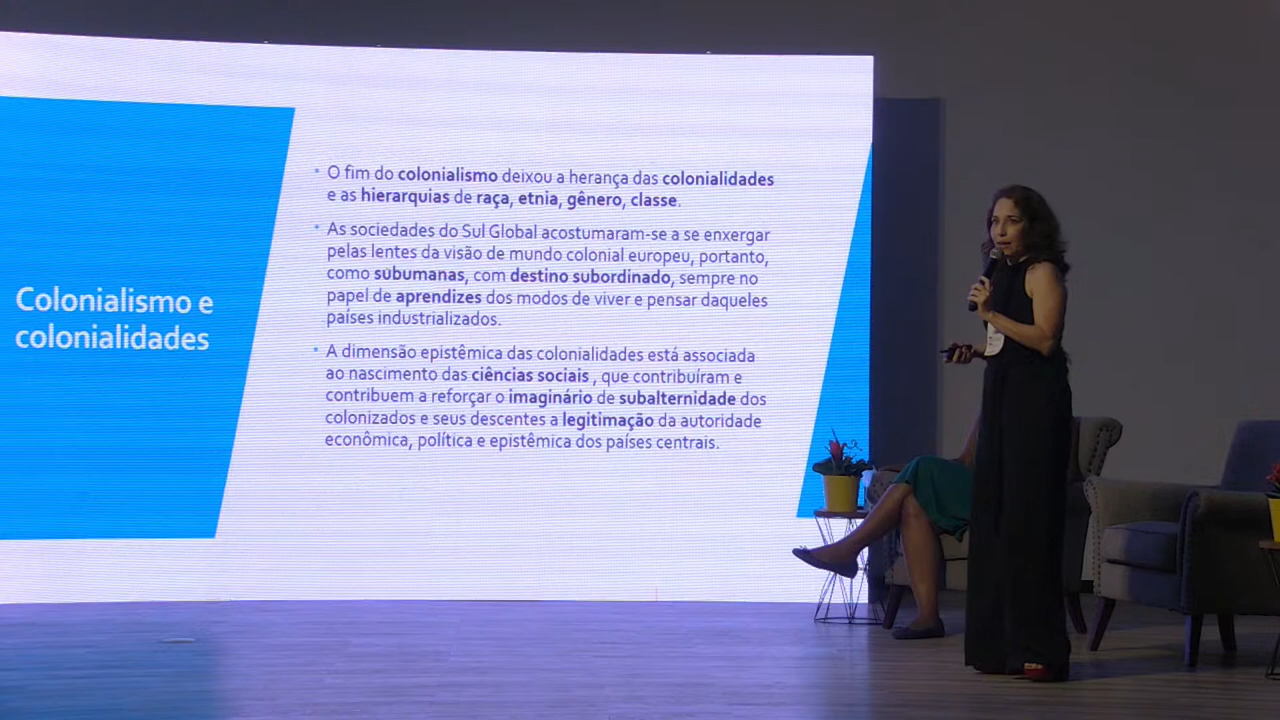 Colonialismo e
colonialidades
O fim do colonialismo deixou a herança das colonialidades
e as hierarquias de raça, etnia, gênero, classe.
As sociedades do Sul Global acostumaram-se a se enxergar
pelas lentes da visão de mundo colonial europeu, portanto,
como subumanas, com destino subordinado, sempre no
papel de aprendizes dos modos de viver e pensar daqueles
países industrializados.
A dimensão epistêmica das colonialidades está associada
ao nascimento das ciências sociais , que contribuíram e
contribuem a reforçar o imaginário de subalternidade dos
colonizados e seus descentes a legitimação da autoridade
econômica, política e epistêmica dos países centrais.